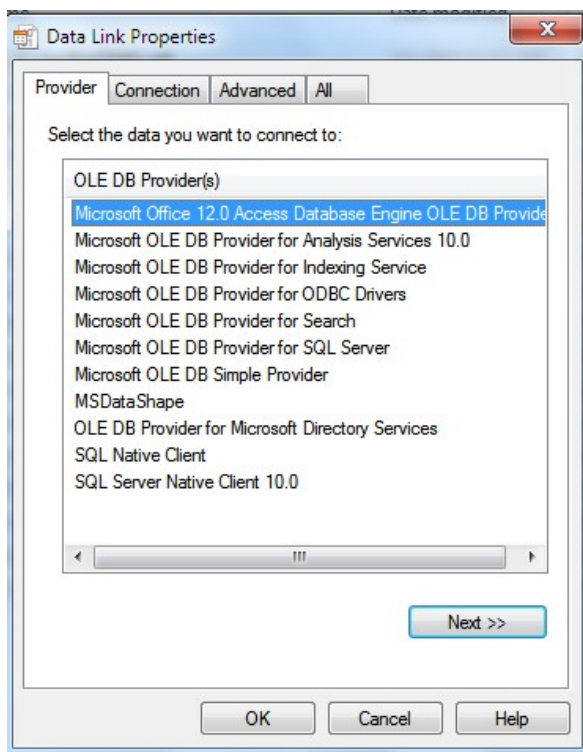 Data Link Properties
Provider Connection Advanced All
Select the data you want to connect to:
OLE DB Provider(s)
Microsoft Office 12.0 Access Database Engine OLE DB Provide
Microsoft OLE DB Provider for Analysis Services 10.0
Microsoft OLE DB Provider for Indexing Service
Microsoft OLE DB Provider for ODBC Drivers
Microsoft OLE DB Provider for Search
Microsoft OLE DB Provider for SQL Server
Microsoft OLE DB Simple Provider
MSDataShape
OLE DB Provider for Microsoft Directory Services
SQL Native Client
SQL Server Native Client 10.0
Next >>
OK Cancel Help